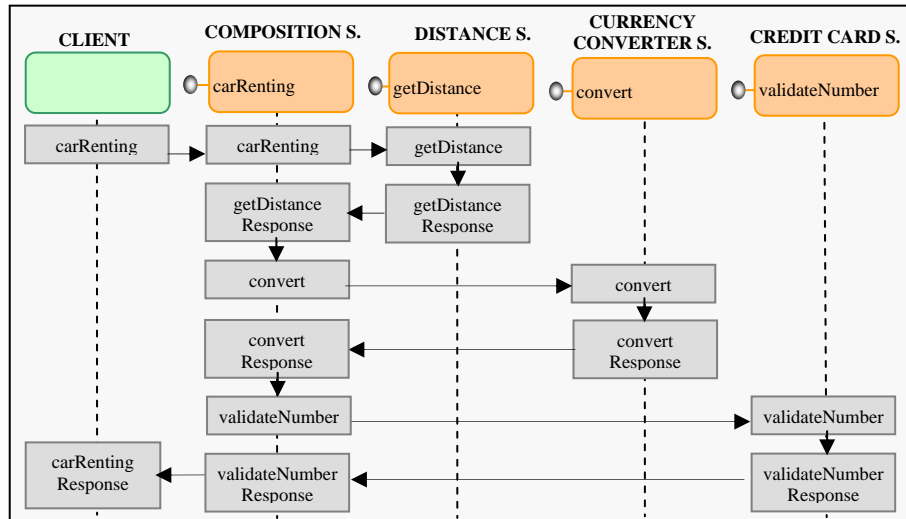 CLIENT
COMPOSITION S.
DISTANCE S.
CURRENCY
CONVERTER S.
CREDIT CARD S.
carRenting
getDistance
convert
validateNumber
carRenting
carRenting
getDistance
getDistance
Response
getDistance
Response
convert
convert
convert
Response
convert
Response
validateNumber
validateNumber
carRenting
Response
validateNumber
Response
validateNumber
Response